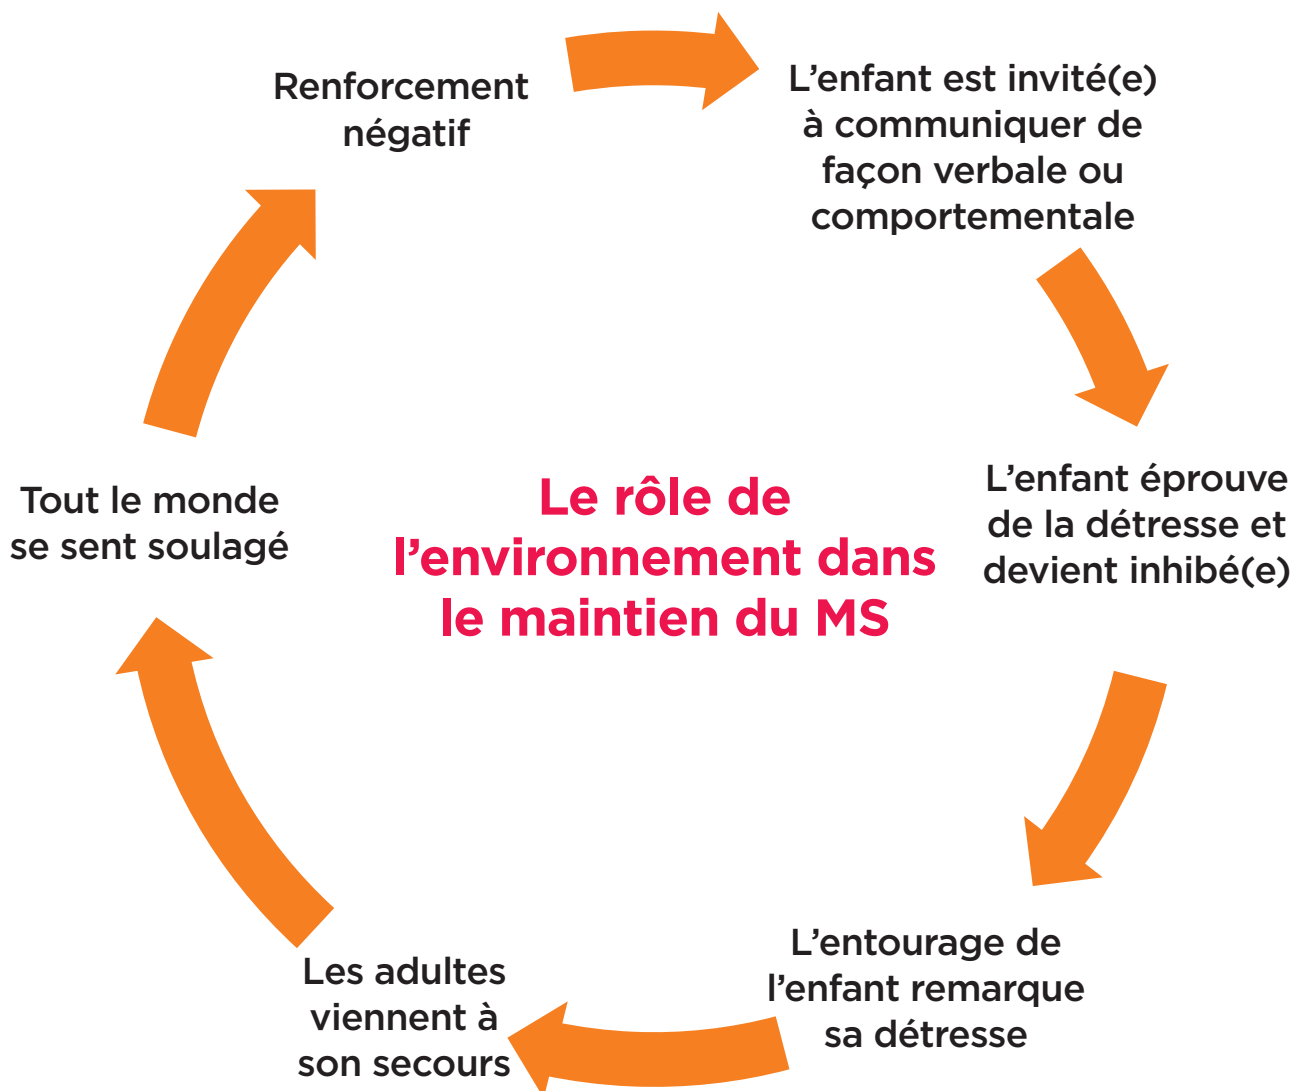 Renforcement
négatif
L’enfant est invité(e)
à communiquer de
façon verbale ou
comportementale
L’enfant éprouve
de la détresse et
devient inhibé(e)
L’entourage de
l’enfant remarque
sa détresse
Les adultes
viennent à
son secours
Tout le monde
se sent soulagé
Le rôle de
l’environnement dans
le maintien du MS